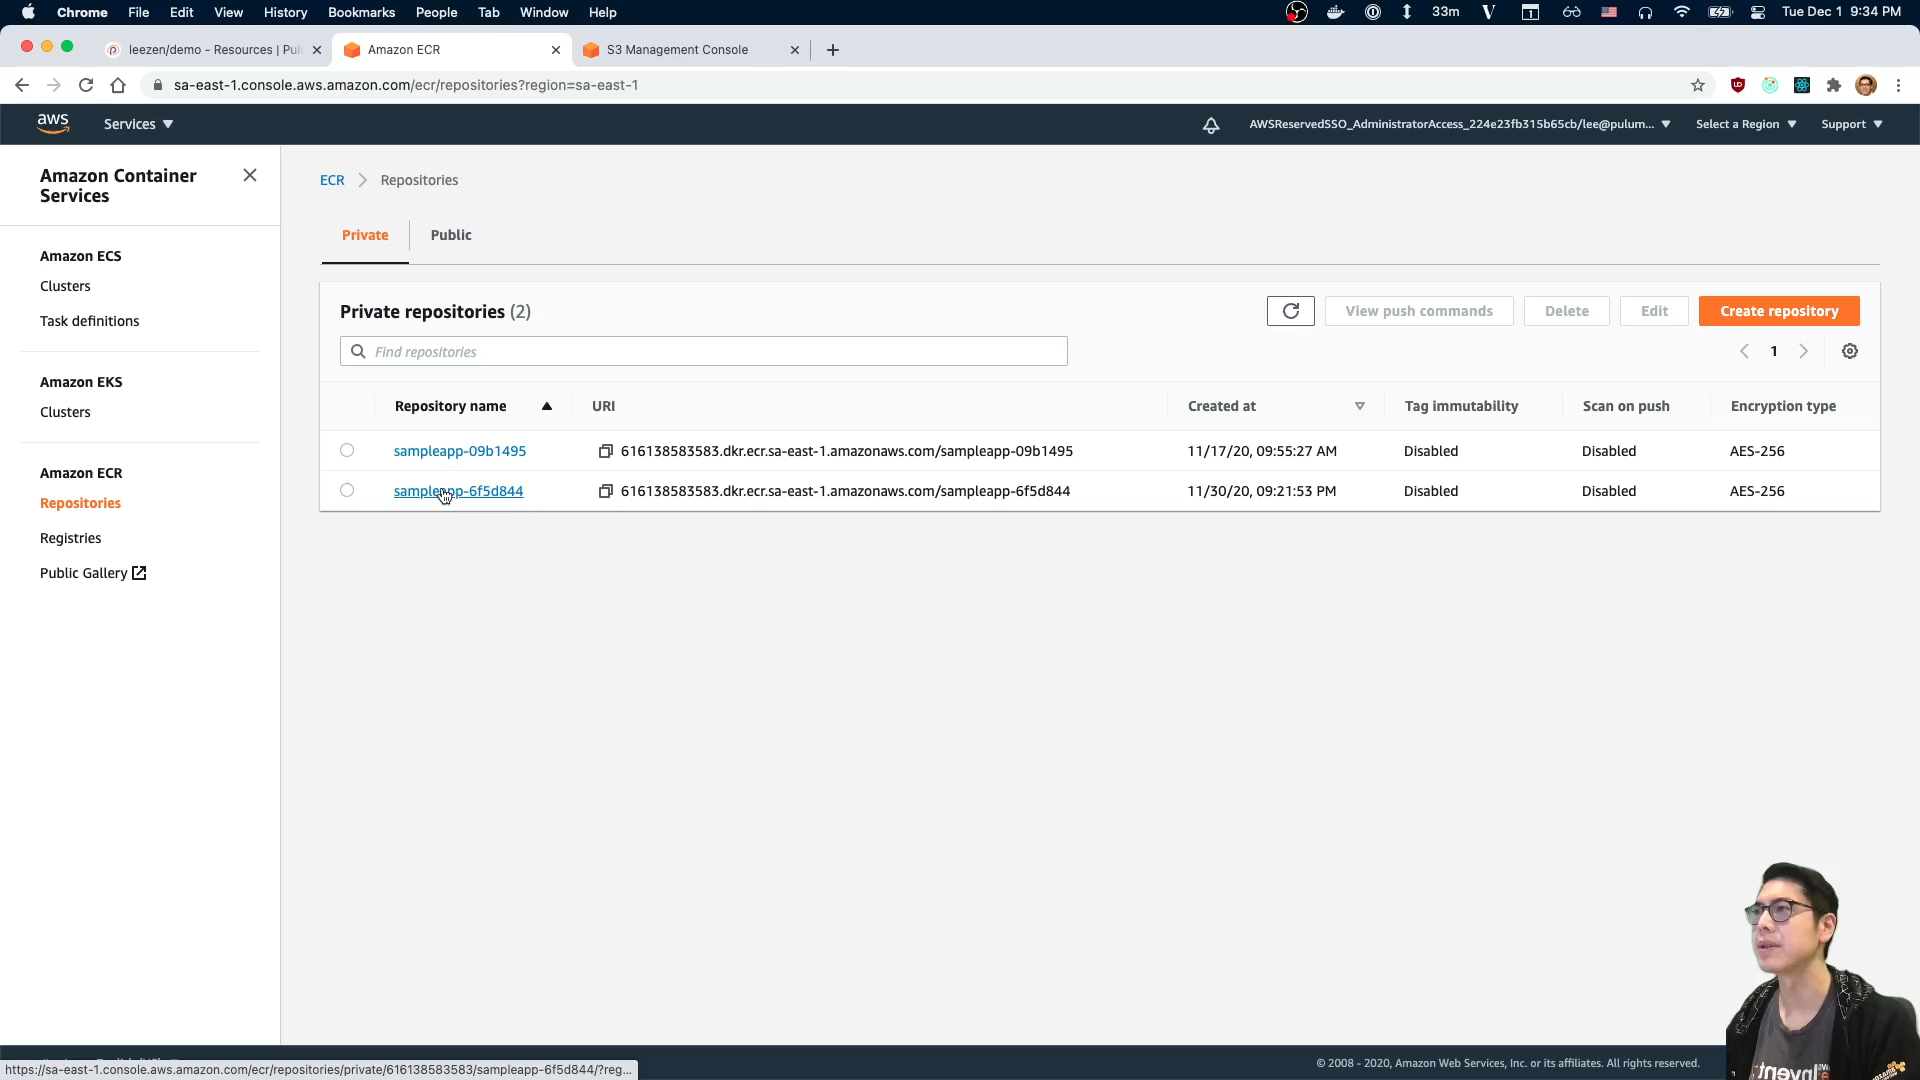 Chrome File Edit View History Bookmarks People Tab Window Help 33m V 1 Tue Dec 1 9:34 PM
leezen/demo - Resources | Pul
Amazon ECR
S3 Management Console
sa-east-1.console.aws.amazon.com/ecr/repositories?region=sa-east-1
aws Services AWSReservedSSO_AdministratorAccess_224e23fb315b65cb/lee@pulum... Select a Region Support
Amazon Container
Services
Amazon ECS
Clusters
Task definitions
Amazon EKS
Clusters
Amazon ECR
Repositories
Registries
Public Gallery
ECR Repositories
Private Public
Private repositories (2) View push commands Delete Edit Create repository
Find repositories 1
Repository name URI Created at Tag immutability Scan on push Encryption type
sampleapp-09b1495 616138583583.dkr.ecr.sa-east-1.amazonaws.com/sampleapp-09b1495 11/17/20, 09:55:27 AM Disabled Disabled AES-256
sampleapp-6f5d844 616138583583.dkr.ecr.sa-east-1.amazonaws.com/sampleapp-6f5d844 11/30/20, 09:21:53 PM Disabled Disabled AES-256
© 2008 - 2020, Amazon Web Services, Inc. or its affiliates. All rights reserved.
https://sa-east-1.console.aws.amazon.com/ecr/repositories/private/616138583583/sampleapp-6f5d844/?reg...